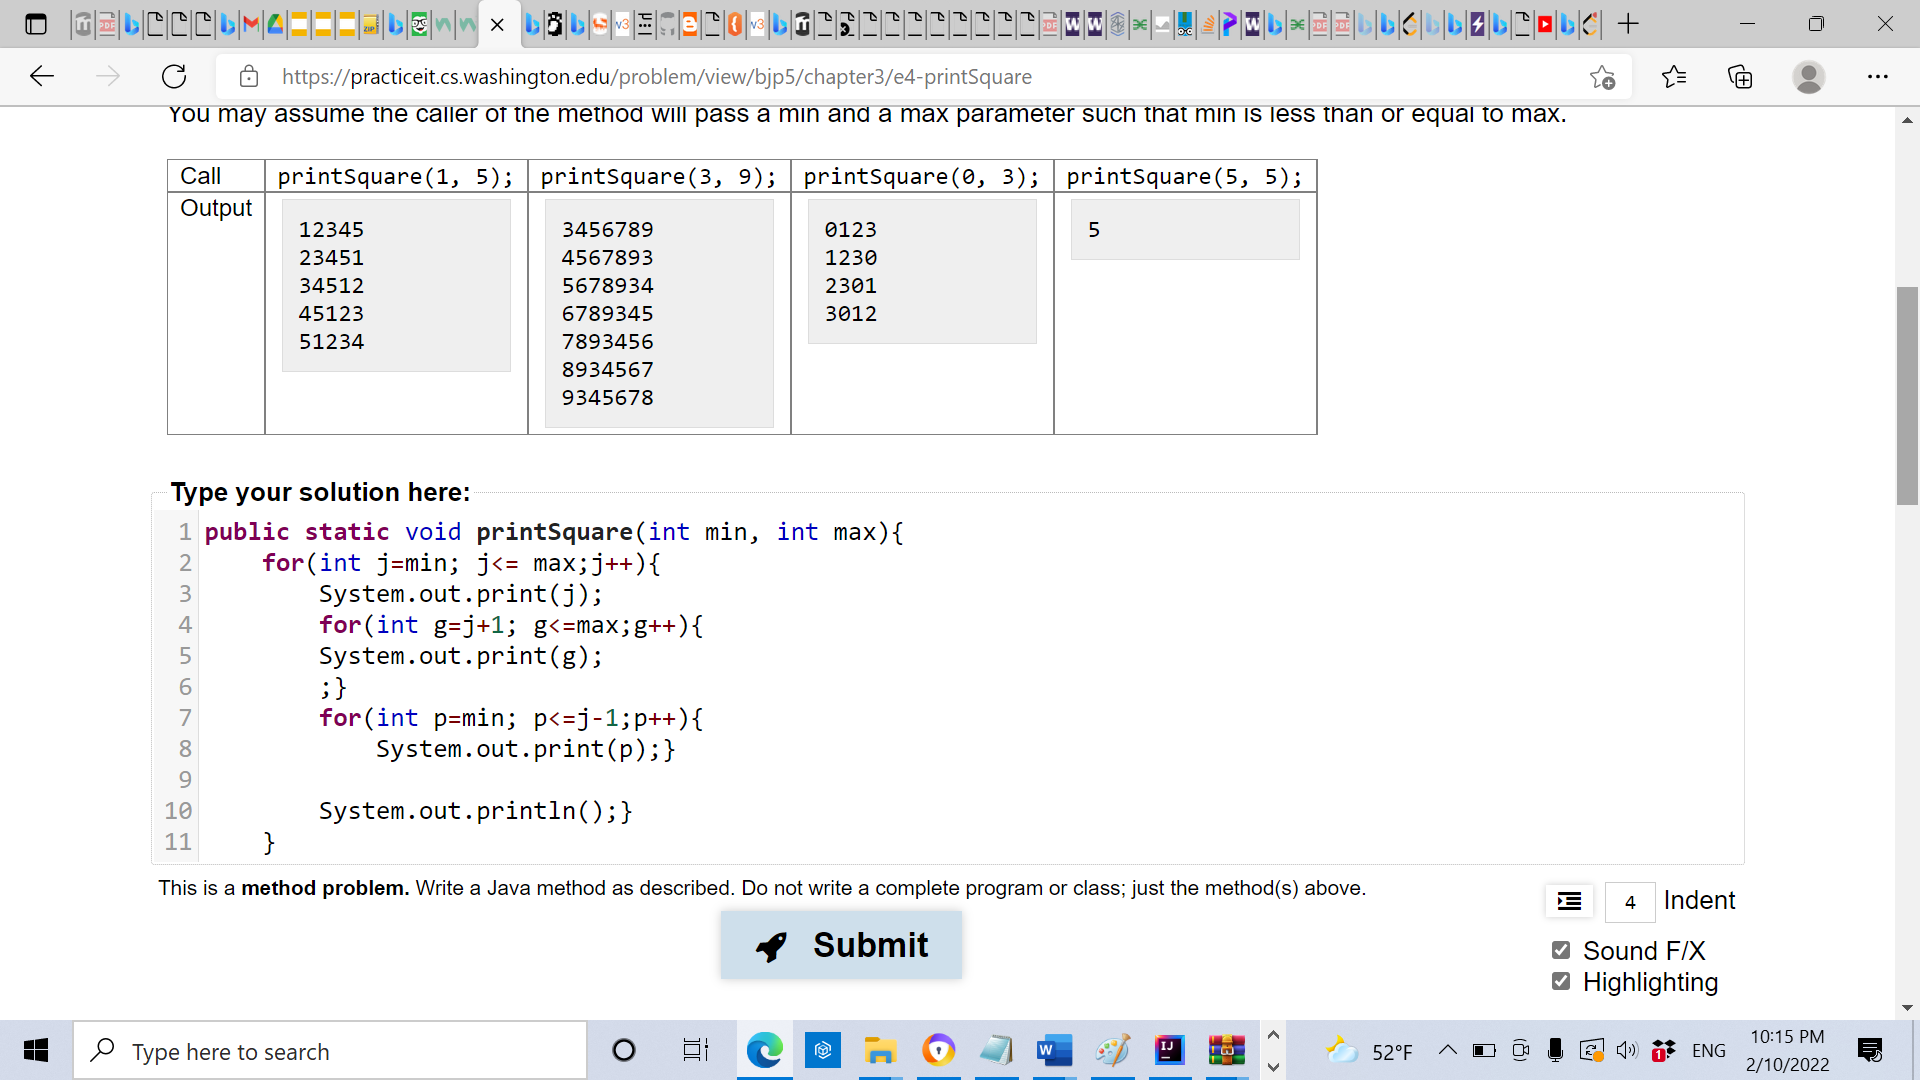 https://practiceit.cs.washington.edu/problem/view/bjp5/chapter3/e4-printSquare
You may assume the caller of the method will pass a min and a max parameter such that min is less than or equal to max.
Call printSquare(1, 5); printSquare(3, 9); printSquare(0, 3); printSquare(5, 5);
Output
12345 3456789 0123 5
23451 4567893 1230
34512 5678934 2301
45123 6789345 3012
51234 7893456
8934567
9345678
Type your solution here:
1 public static void printSquare(int min, int max){
2 for(int j=min; j<= max;j++){
3 System.out.print(j);
4 for(int g=j+1; g<=max;g++){
5 System.out.print(g);
6 ;}
7 for(int p=min; p<=j-1;p++){
8 System.out.print(p);}
9
10 System.out.println();}
11 }
This is a method problem. Write a Java method as described. Do not write a complete program or class; just the method(s) above.
4 Indent
Submit
Sound F/X
Highlighting
Type here to search
52°F
ENG
10:15 PM
2/10/2022